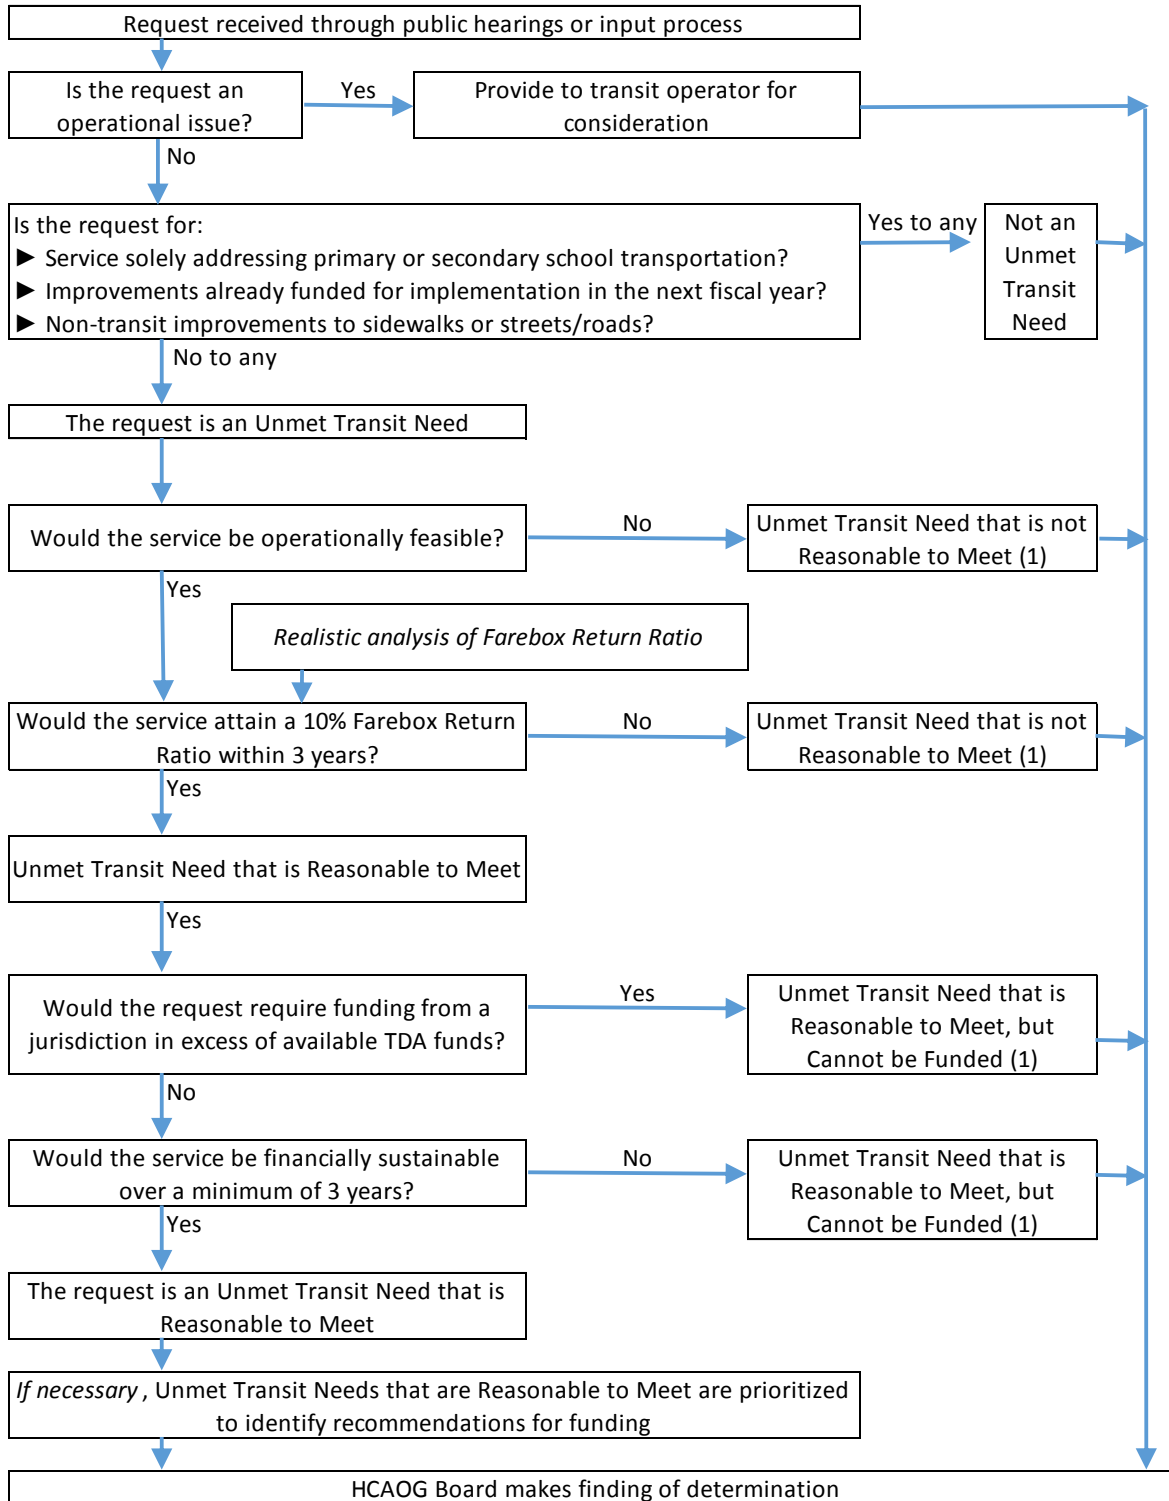 Request received through public hearings or input process
Is the request an
operational issue?
Yes
Provide to transit operator for
consideration
No
Is the request for:
► Service solely addressing primary or secondary school transportation?
► Improvements already funded for implementation in the next fiscal year?
► Non-transit improvements to sidewalks or streets/roads?
Yes to any
Not an
Unmet
Transit
Need
No to any
The request is an Unmet Transit Need
Would the service be operationally feasible?
No
Unmet Transit Need that is not
Reasonable to Meet (1)
Yes
Realistic analysis of Farebox Return Ratio
Would the service attain a 10% Farebox Return
Ratio within 3 years?
No
Unmet Transit Need that is not
Reasonable to Meet (1)
Yes
Unmet Transit Need that is Reasonable to Meet
Yes
Would the request require funding from a
jurisdiction in excess of available TDA funds?
Yes
Unmet Transit Need that is
Reasonable to Meet, but
Cannot be Funded (1)
No
Would the service be financially sustainable
over a minimum of 3 years?
No
Unmet Transit Need that is
Reasonable to Meet, but
Cannot be Funded (1)
Yes
The request is an Unmet Transit Need that is
Reasonable to Meet
If necessary , Unmet Transit Needs that are Reasonable to Meet are prioritized
to identify recommendations for funding
HCAOG Board makes finding of determination